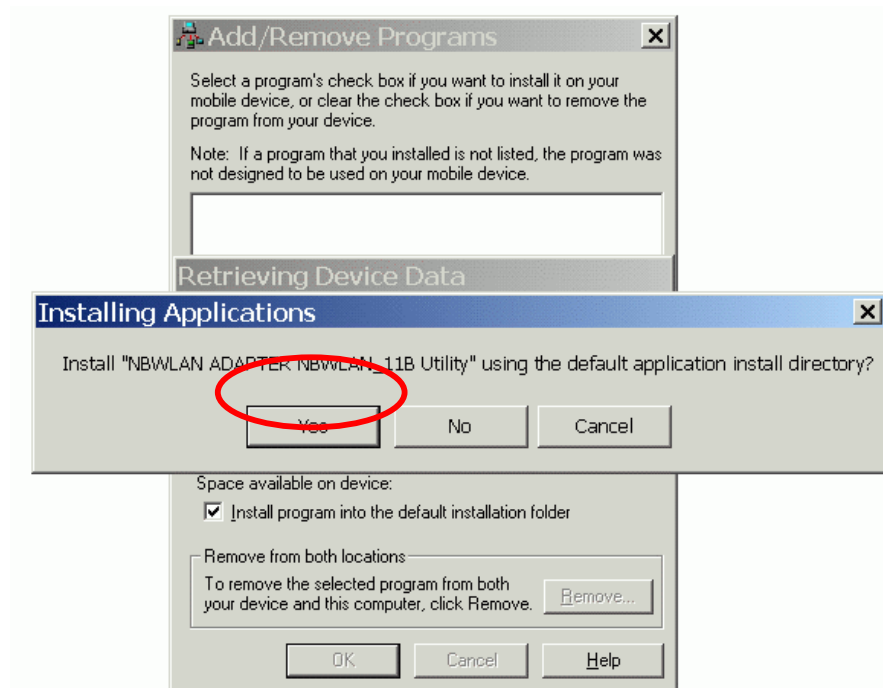 Add/Remove Programs
Select a program's check box if you want to install it on your
mobile device, or clear the check box if you want to remove the
program from your device.
Note: If a program that you installed is not listed, the program was
not designed to be used on your mobile device.
Retrieving Device Data
Installing Applications
Install "NBWLAN ADAPTER NBWLAN_11B Utility" using the default application install directory?
Yes
No
Cancel
Space available on device:
Install program into the default installation folder
Remove from both locations
To remove the selected program from both
your device and this computer, click Remove.
Remove...
OK
Cancel
Help